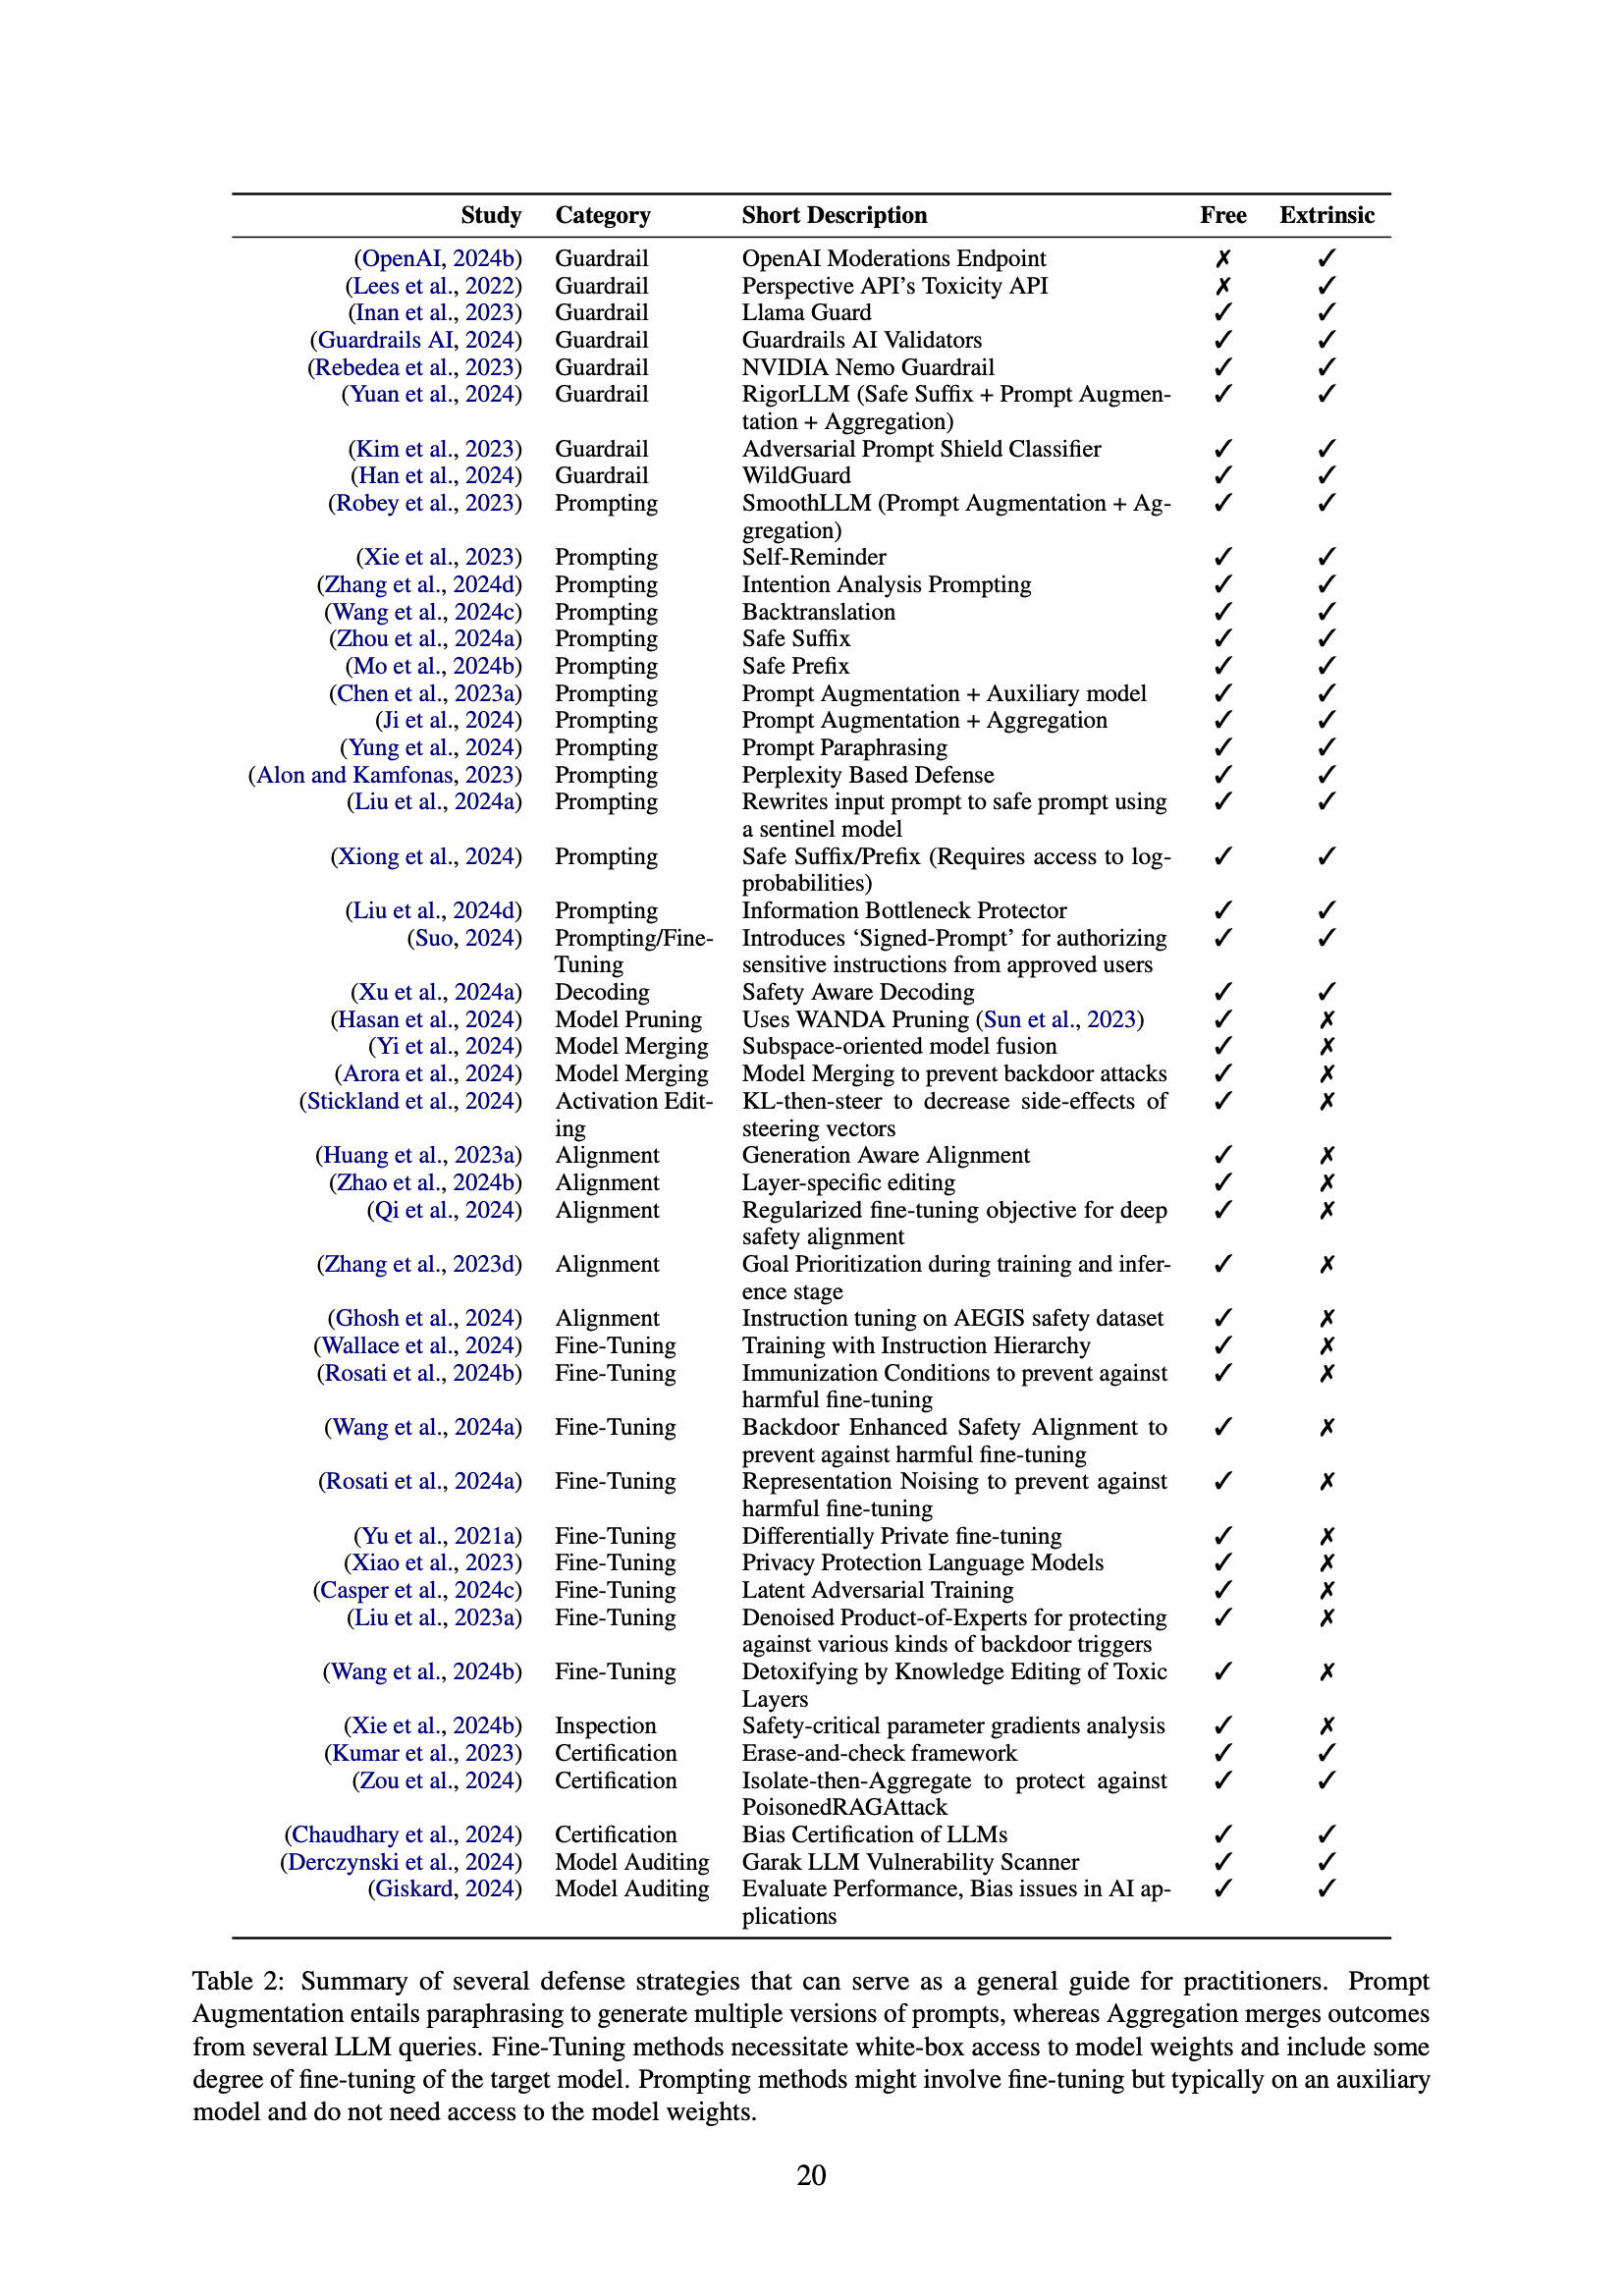 Study Category Short Description Free Extrinsic
(OpenAI, 2024b) Guardrail OpenAI Moderations Endpoint ✗ ✓
(Lees et al., 2022) Guardrail Perspective API's Toxicity API ✗ ✓
(Inan et al., 2023) Guardrail Llama Guard ✓ ✓
(Guardrails AI, 2024) Guardrail Guardrails AI Validators ✓ ✓
(Rebedea et al., 2023) Guardrail NVIDIA Nemo Guardrail ✓ ✓
(Yuan et al., 2024) Guardrail RigorLLM (Safe Suffix + Prompt Augmen- ✓ ✓
tation + Aggregation)
(Kim et al., 2023) Guardrail Adversarial Prompt Shield Classifier ✓ ✓
(Han et al., 2024) Guardrail WildGuard ✓ ✓
(Robey et al., 2023) Prompting SmoothLLM (Prompt Augmentation + Ag- ✓ ✓
gregation)
(Xie et al., 2023) Prompting Self-Reminder ✓ ✓
(Zhang et al., 2024d) Prompting Intention Analysis Prompting ✓ ✓
(Wang et al., 2024c) Prompting Backtranslation ✓ ✓
(Zhou et al., 2024a) Prompting Safe Suffix ✓ ✓
(Mo et al., 2024b) Prompting Safe Prefix ✓ ✓
(Chen et al., 2023a) Prompting Prompt Augmentation + Auxiliary model ✓ ✓
(Ji et al., 2024) Prompting Prompt Augmentation + Aggregation ✓ ✓
(Yung et al., 2024) Prompting Prompt Paraphrasing ✓ ✓
(Alon and Kamfonas, 2023) Prompting Perplexity Based Defense ✓ ✓
(Liu et al., 2024a) Prompting Rewrites input prompt to safe prompt using ✓ ✓
a sentinel model
(Xiong et al., 2024) Prompting Safe Suffix/Prefix (Requires access to log- ✓ ✓
probabilities)
(Liu et al., 2024d) Prompting Information Bottleneck Protector ✓ ✓
(Suo, 2024) Prompting/Fine- Introduces ‘Signed-Prompt’ for authorizing ✓ ✓
Tuning sensitive instructions from approved users
(Xu et al., 2024a) Decoding Safety Aware Decoding ✓ ✓
(Hasan et al., 2024) Model Pruning Uses WANDA Pruning (Sun et al., 2023) ✓ ✗
(Yi et al., 2024) Model Merging Subspace-oriented model fusion ✓ ✗
(Arora et al., 2024) Model Merging Model Merging to prevent backdoor attacks ✓ ✗
(Stickland et al., 2024) Activation Edit- KL-then-steer to decrease side-effects of ✓ ✗
ing steering vectors
(Huang et al., 2023a) Alignment Generation Aware Alignment ✓ ✗
(Zhao et al., 2024b) Alignment Layer-specific editing ✓ ✗
(Qi et al., 2024) Alignment Regularized fine-tuning objective for deep ✓ ✗
safety alignment
(Zhang et al., 2023d) Alignment Goal Prioritization during training and infer- ✓ ✗
ence stage
(Ghosh et al., 2024) Alignment Instruction tuning on AEGIS safety dataset ✓ ✗
(Wallace et al., 2024) Fine-Tuning Training with Instruction Hierarchy ✓ ✗
(Rosati et al., 2024b) Fine-Tuning Immunization Conditions to prevent against ✓ ✗
harmful fine-tuning
(Wang et al., 2024a) Fine-Tuning Backdoor Enhanced Safety Alignment to ✓ ✗
prevent against harmful fine-tuning
(Rosati et al., 2024a) Fine-Tuning Representation Noising to prevent against ✓ ✗
harmful fine-tuning
(Yu et al., 2021a) Fine-Tuning Differentially Private fine-tuning ✓ ✗
(Xiao et al., 2023) Fine-Tuning Privacy Protection Language Models ✓ ✗
(Casper et al., 2024c) Fine-Tuning Latent Adversarial Training ✓ ✗
(Liu et al., 2023a) Fine-Tuning Denoised Product-of-Experts for protecting ✓ ✗
against various kinds of backdoor triggers
(Wang et al., 2024b) Fine-Tuning Detoxifying by Knowledge Editing of Toxic ✓ ✗
Layers
(Xie et al., 2024b) Inspection Safety-critical parameter gradients analysis ✓ ✗
(Kumar et al., 2023) Certification Erase-and-check framework ✓ ✓
(Zou et al., 2024) Certification Isolate-then-Aggregate to protect against ✓ ✓
PoisonedRAGAttack
(Chaudhary et al., 2024) Certification Bias Certification of LLMs ✓ ✓
(Derczynski et al., 2024) Model Auditing Garak LLM Vulnerability Scanner ✓ ✓
(Giskard, 2024) Model Auditing Evaluate Performance, Bias issues in AI ap- ✓ ✓
plications
Table 2: Summary of several defense strategies that can serve as a general guide for practitioners. Prompt
Augmentation entails paraphrasing to generate multiple versions of prompts, whereas Aggregation merges outcomes
from several LLM queries. Fine-Tuning methods necessitate white-box access to model weights and include some
degree of fine-tuning of the target model. Prompting methods might involve fine-tuning but typically on an auxiliary
model and do not need access to the model weights.
20